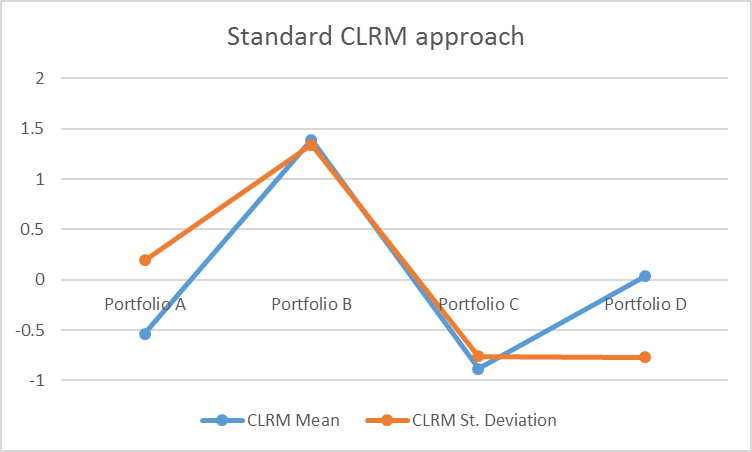 Standard CLRM approach
2
1.5
1
0.5
0
Portfolio A Portfolio B Portfolio C Portfolio D
-0.5
-1
CLRM Mean CLRM St. Deviation